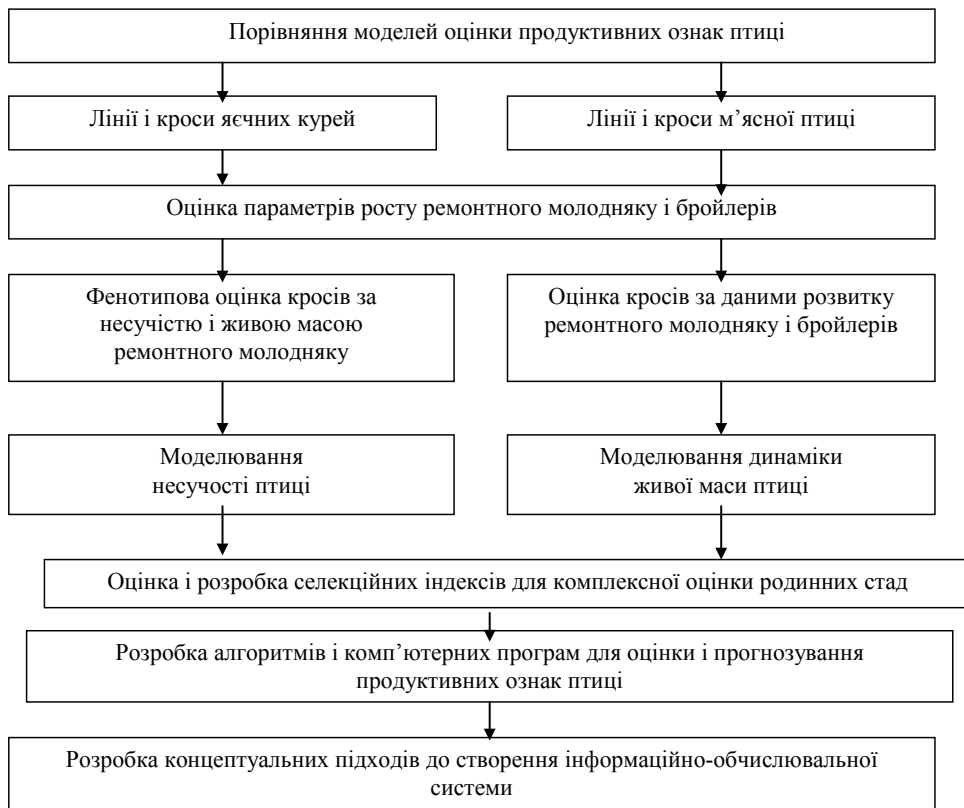 Порівняння моделей оцінки продуктивних ознак птиці
Лінії і кроси яєчних курей
Лінії і кроси м’ясної птиці
Оцінка параметрів росту ремонтного молодняку і бройлерів
Фенотипова оцінка кросів за
несучістю і живою масою
ремонтного молодняку
Оцінка кросів за даними розвитку
ремонтного молодняку і бройлерів
Моделювання
несучості птиці
Моделювання динаміки
живої маси птиці
Оцінка і розробка селекційних індексів для комплексної оцінки родинних стад
Розробка алгоритмів і комп’ютерних програм для оцінки і прогнозування
продуктивних ознак птиці
Розробка концептуальних підходів до створення інформаційно-обчислювальної
системи